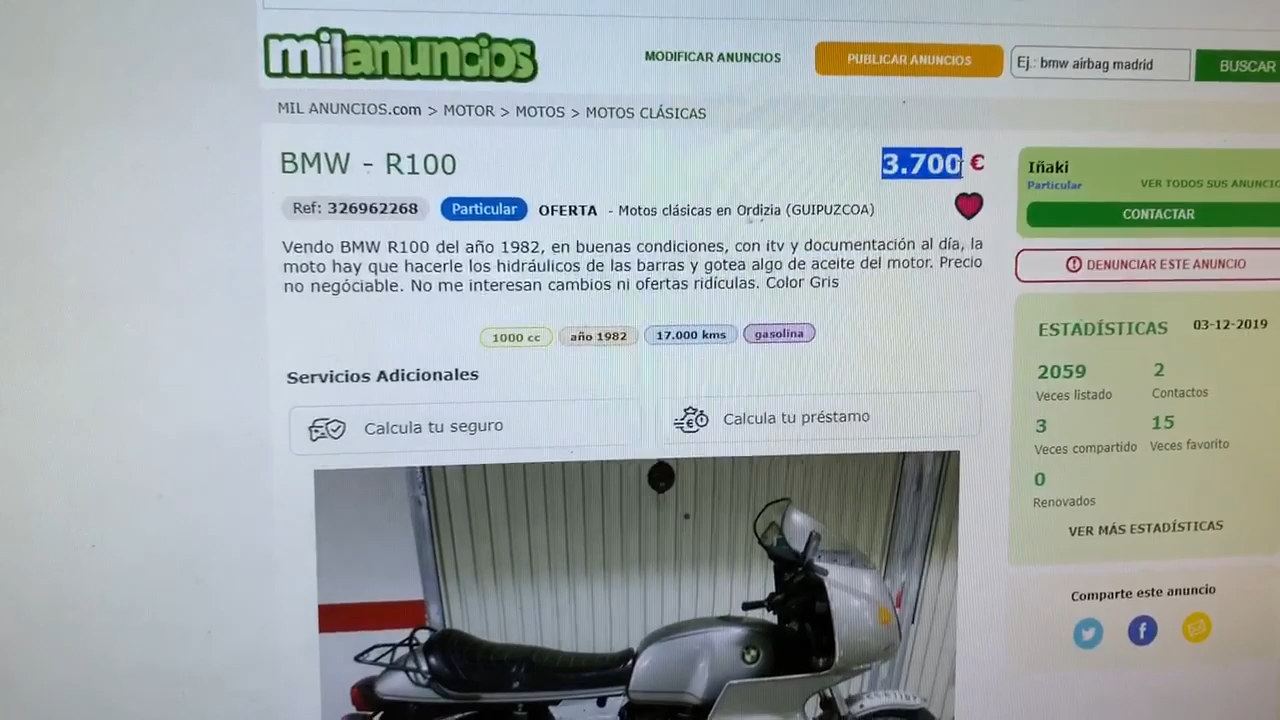 milanuncios
MODIFICAR ANUNCIOS
PUBLICAR ANUNCIOS
Ej.: bmw airbag madrid
BUSCAR
MIL ANUNCIOS.com > MOTOR > MOTOS > MOTOS CLÁSICAS
BMW - R100
3.700 €
Ref: 326962268
Particular
OFERTA - Motos clásicas en Ordizia (GUIPUZCOA)
Vendo BMW R100 del año 1982, en buenas condiciones, con itv y documentación al día, la
moto hay que hacerle los hidráulicos de las barras y gotea algo de aceite del motor. Precio
no negóciable. No me interesan cambios ni ofertas ridículas. Color Gris
1000 cc
año 1982
17.000 kms
gasolina
Servicios Adicionales
Calcula tu seguro
Calcula tu préstamo
Iñaki
Particular
VER TODOS SUS ANUNCIO
CONTACTAR
DENUNCIAR ESTE ANUNCIO
ESTADÍSTICAS
03-12-2019
2059
2
Veces listado
Contactos
3
15
Veces compartido
Veces favorito
0
Renovados
VER MÁS ESTADÍSTICAS
Comparte este anuncio